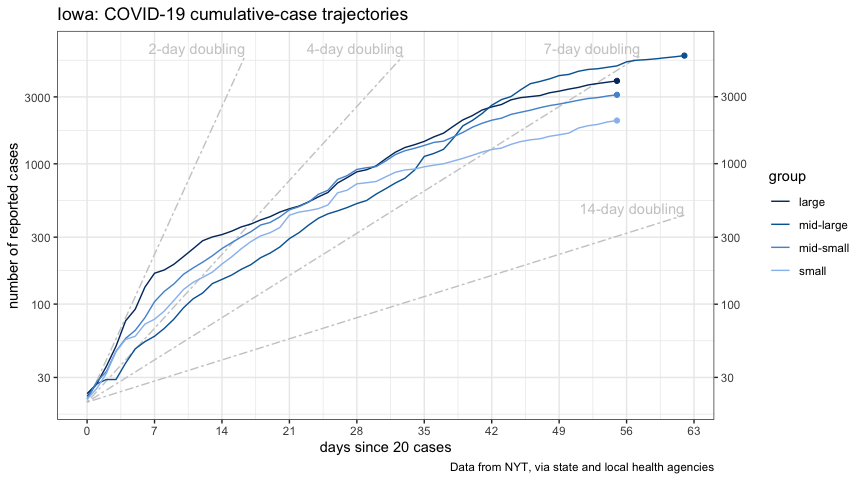 Iowa: COVID-19 cumulative-case trajectories
2-day doubling
4-day doubling
7-day doubling
14-day doubling
3000
1000
300
100
30
3000
1000
300
100
30
number of reported cases
0 7 14 21 28 35 42 49 56 63
days since 20 cases
group
large
mid-large
mid-small
small
Data from NYT, via state and local health agencies